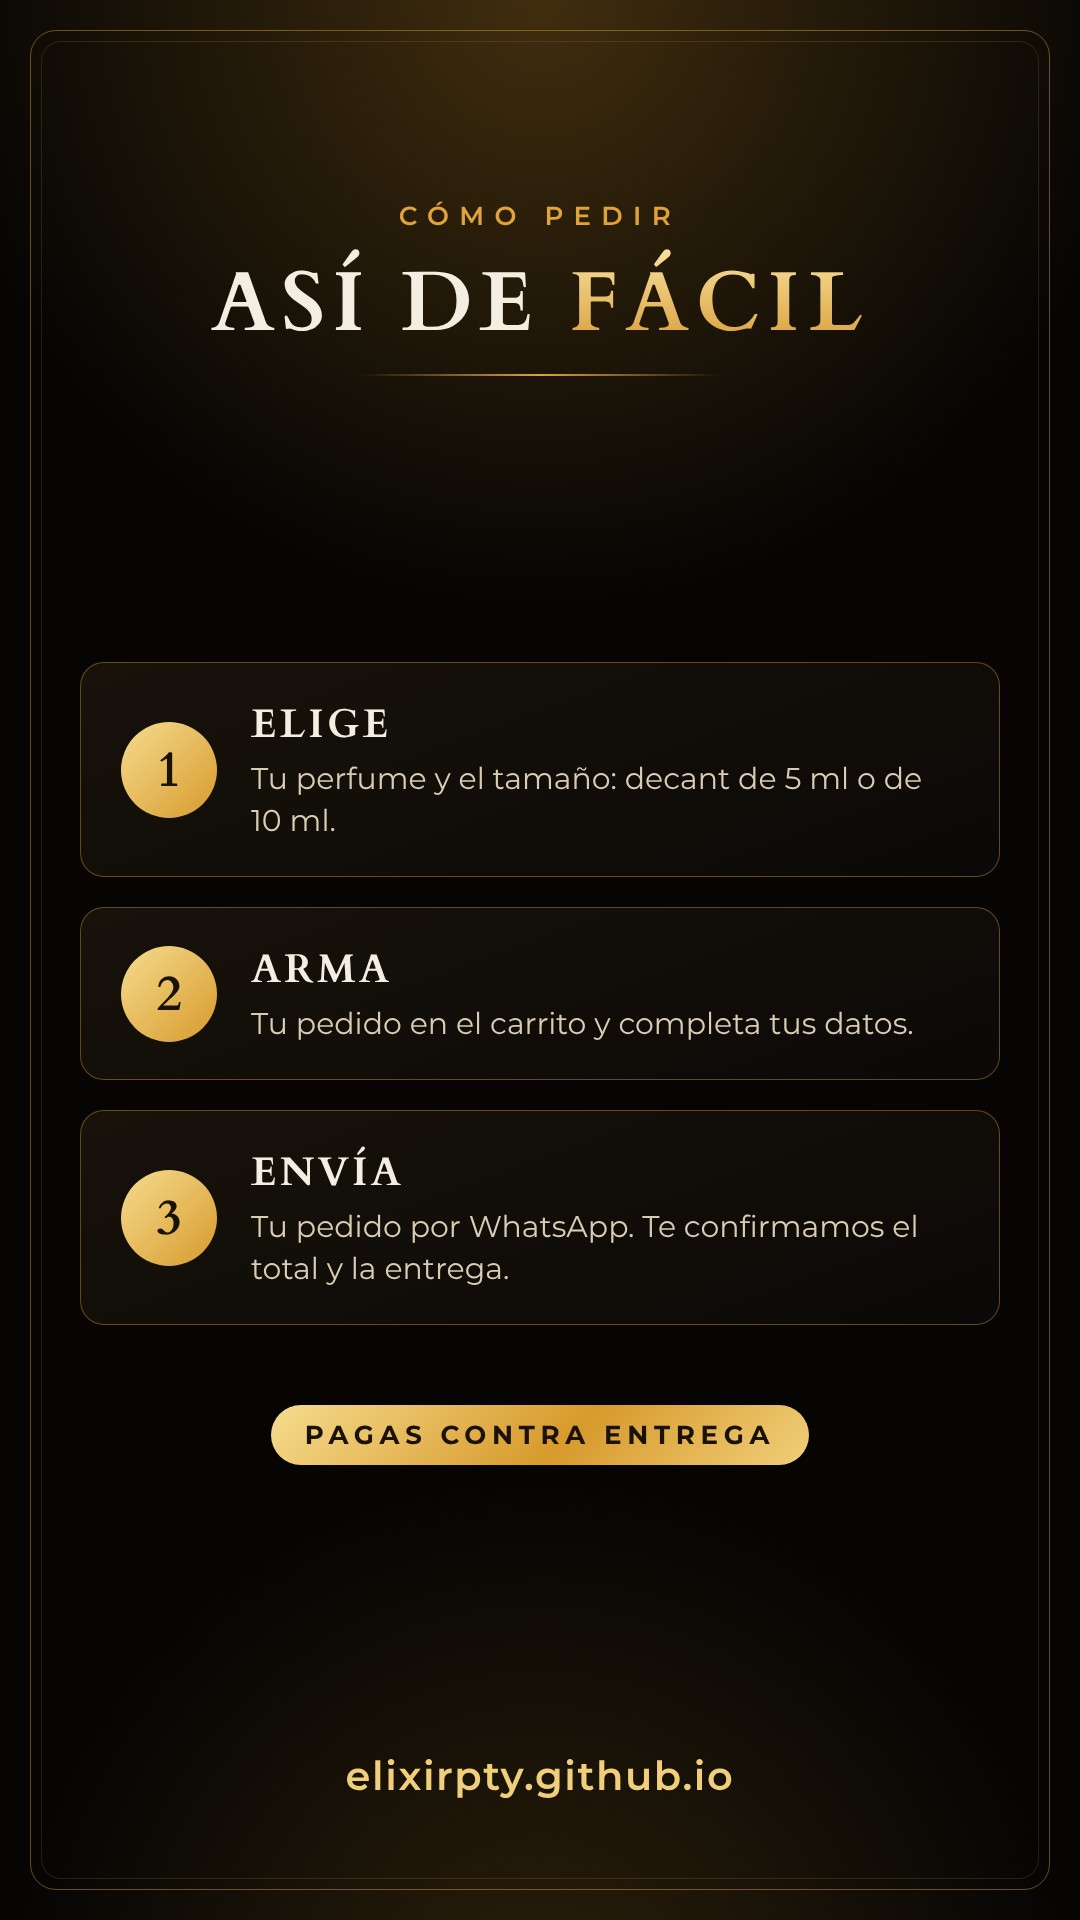 CÓMO PEDIR
ASÍ DE FÁCIL
1
ELIGE
Tu perfume y el tamaño: decant de 5 ml o de
10 ml.
2
ARMA
Tu pedido en el carrito y completa tus datos.
3
ENVÍA
Tu pedido por WhatsApp. Te confirmamos el
total y la entrega.
PAGAS CONTRA ENTREGA
elixirpty.github.io